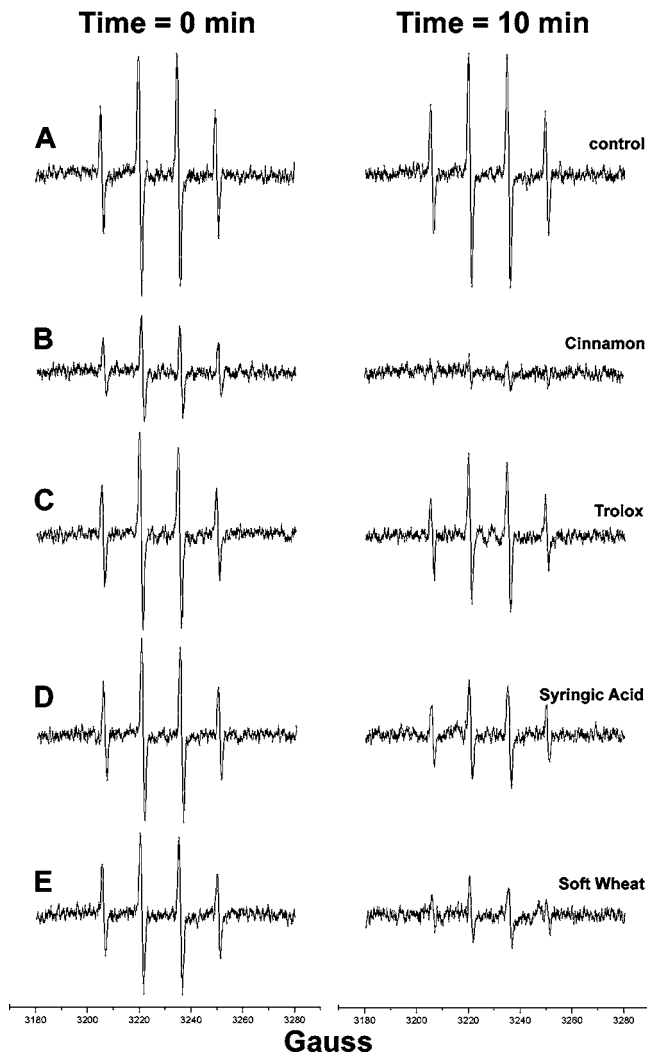 Time = 0 min
Time = 10 min
A
control
B
Cinnamon
C
Trolox
D
Syringic Acid
E
Soft Wheat
3180 3200 3220 3240 3260 3280
3180 3200 3220 3240 3260 3280
Gauss